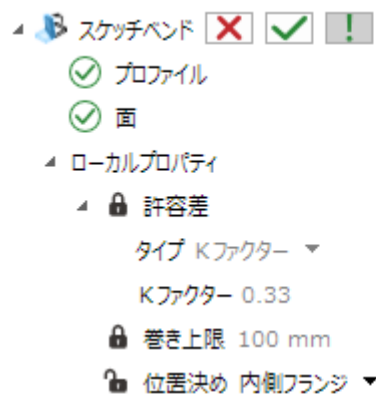 スケッチベンド
プロファイル
面
ローカルプロパティ
許容差
タイプ Kファクター
Kファクター 0.33
巻き上限 100 mm
位置決め 内側フランジ